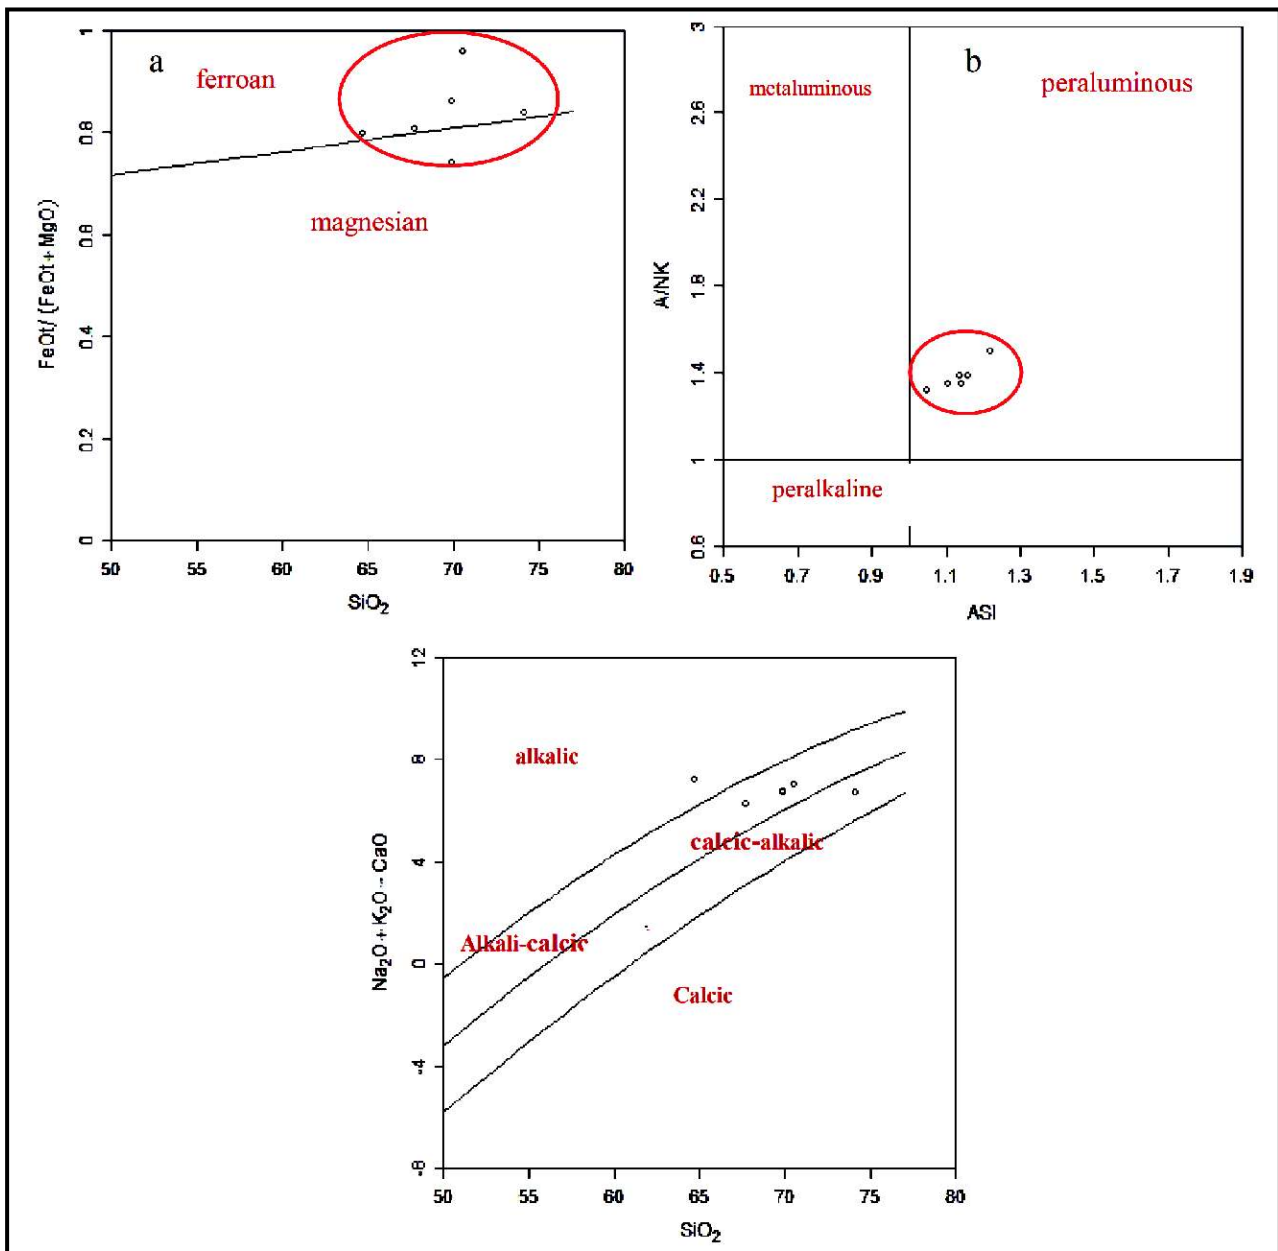 a
ferroan
magnesian
1
0.8
0.6
0.4
0.2
0
FeOt/ (FeOt + MgO)
50 55 60 65 70 75 80
SiO2
b
metaluminous
peraluminous
peralkaline
3
2.6
2.2
1.8
1.4
1
0.6
A/NK
0.5 0.7 0.9 1.1 1.3 1.5 1.7 1.9
ASI
alkalic
calcic-alkalic
Alkali-calcic
Calcic
12
8
4
0
-4
-8
Na2O + K2O - CaO
50 55 60 65 70 75 80
SiO2